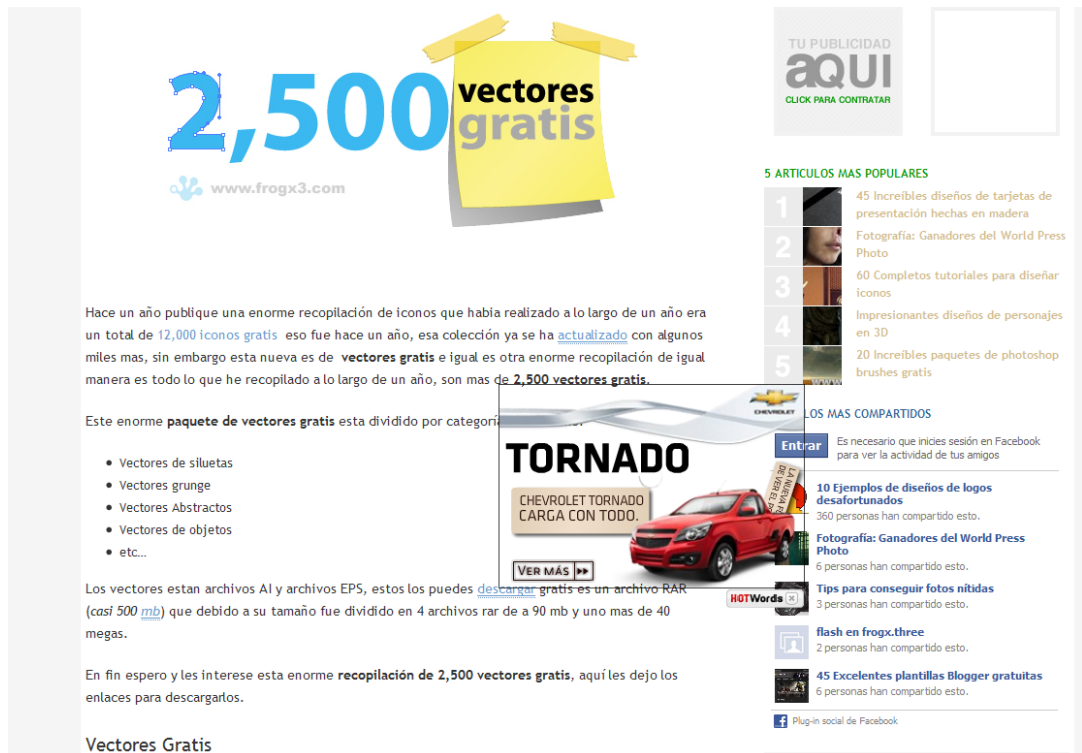 2,500
vectores
gratis
www.frogx3.com
Hace un año publique una enorme recopilación de iconos que habia realizado a lo largo de un año era
un total de 12,000 iconos gratis eso fue hace un año, esa colección ya se ha actualizado con algunos
miles mas, sin embargo esta nueva es de vectores gratis e igual es otra enorme recopilación de igual
manera es todo lo que he recopilado a lo largo de un año, son mas de 2,500 vectores gratis.
Este enorme paquete de vectores gratis esta dividido por
• Vectores de siluetas
• Vectores grunge
• Vectores Abstractos
• Vectores de objetos
• etc...
Los vectores estan archivos AI y archivos EPS, estos los puedes descargar gratis es un archivo RAR
(casi 500 mb) que debido a su tamaño fue dividido en 4 archivos rar de a 90 mb y uno mas de 40
megas.
En fin espero y les interese esta enorme recopilación de 2,500 vectores gratis, aquí les dejo los
enlaces para descargarlos.
Vectores Gratis
CHEVROLET
TORNADO
CHEVROLET TORNADO
CARGA CON TODO.
LA NUEVA
DE VER EL
VER MÁS
HOTWords
TU PUBLICIDAD
aQUI
CLICK PARA CONTRATAR
5 ARTICULOS MAS POPULARES
1
45 Increíbles diseños de tarjetas de
presentación hechas en madera
2
Fotografía: Ganadores del World Press
Photo
3
60 Completos tutoriales para diseñar
iconos
4
Impresionantes diseños de personajes
en 3D
5
20 Increíbles paquetes de photoshop
brushes gratis
LOS MAS COMPARTIDOS
Entrar
Es necesario que inicies sesión en Facebook
para ver la actividad de tus amigos
10 Ejemplos de diseños de logos
desafortunados
360 personas han compartido esto.
Fotografía: Ganadores del World Press
Photo
6 personas han compartido esto.
Tips para conseguir fotos nítidas
3 personas han compartido esto.
flash en frogx.three
2 personas han compartido esto.
45 Excelentes plantillas Blogger gratuitas
6 personas han compartido esto.
Plug-in social de Facebook